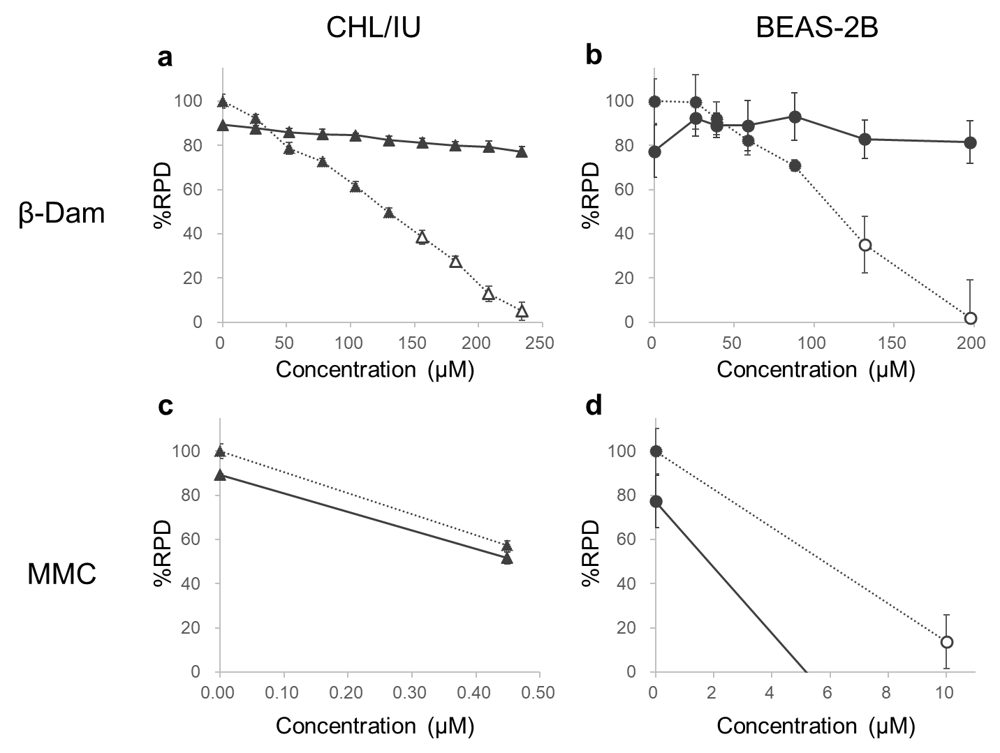 CHL/IU
BEAS-2B
a
b
β-Dam
%RPD
100
80
60
40
20
0
0 50 100 150 200 250
Concentration (μM)
%RPD
100
80
60
40
20
0
0 50 100 150 200
Concentration (μM)
c
d
MMC
%RPD
100
80
60
40
20
0
0.00 0.10 0.20 0.30 0.40 0.50
Concentration (μM)
%RPD
100
80
60
40
20
0
0 2 4 6 8 10
Concentration (μM)